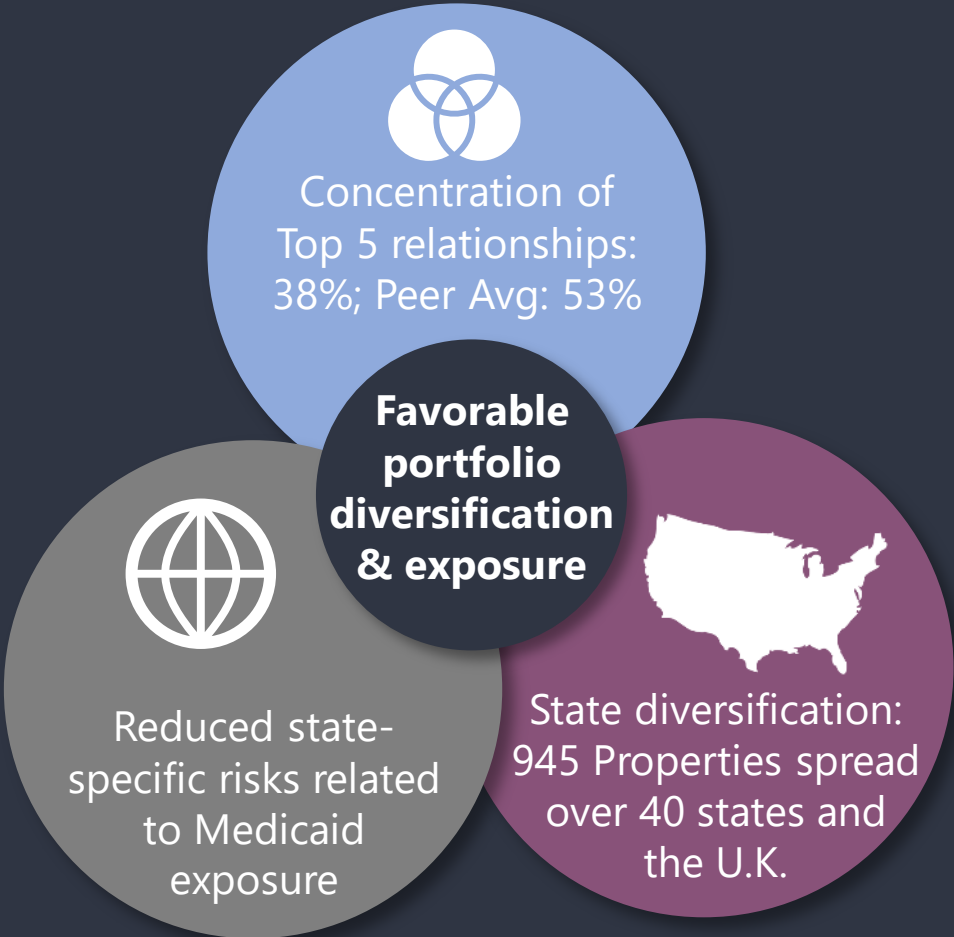 Concentration of
Top 5 relationships:
38%; Peer Avg: 53%
Favorable
portfolio
diversification
& exposure
Reduced state-
specific risks related
to Medicaid
exposure
State diversification:
945 Properties spread
over 40 states and
the U.K.